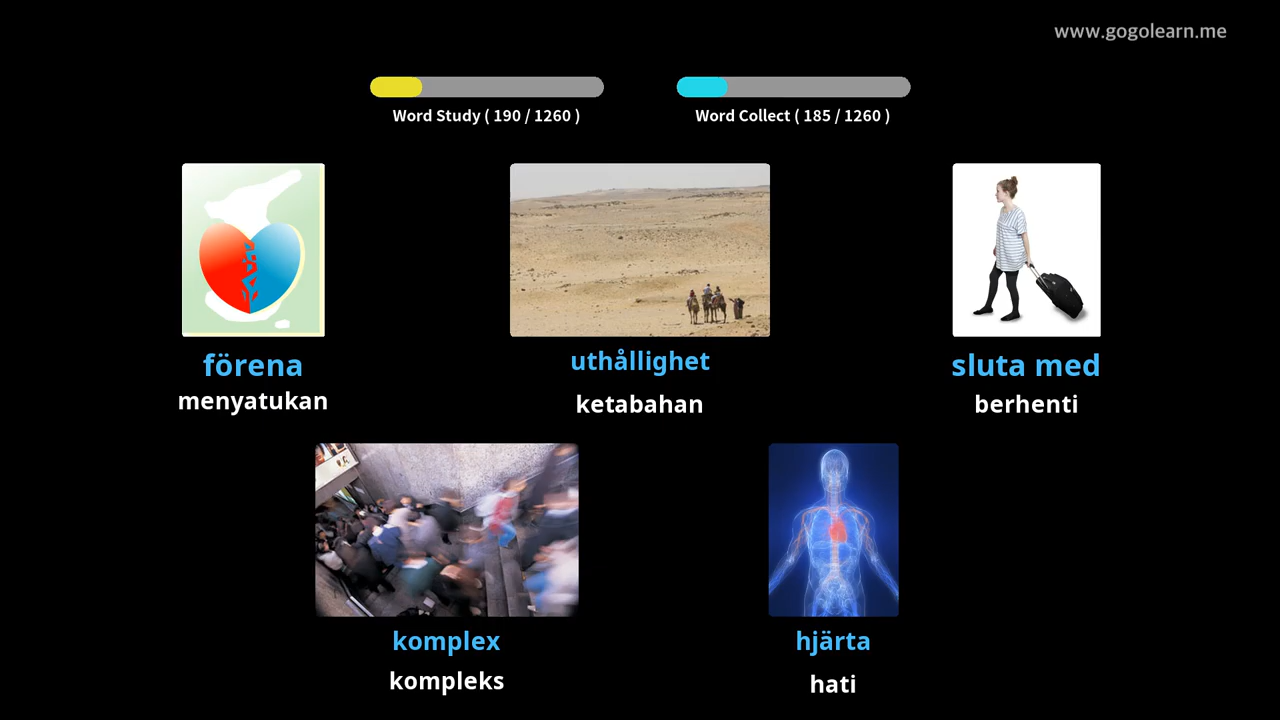 www.gogolearn.me
Word Study ( 190 / 1260 )
Word Collect ( 185 / 1260 )
förena
menyatukan
uthållighet
ketabahan
sluta med
berhenti
komplex
kompleks
hjärta
hati